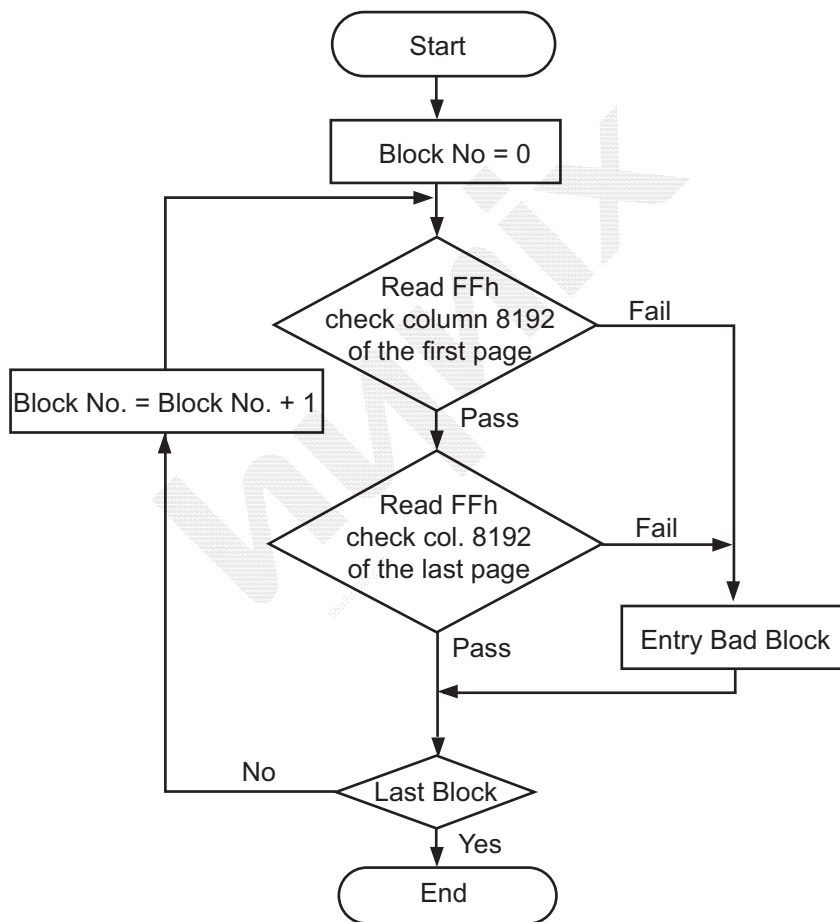 Start
Block No = 0
Read FFh
check column 8192
of the first page
Fail
Block No. = Block No. + 1
Pass
Read FFh
check col. 8192
of the last page
Fail
Entry Bad Block
Pass
No
Last Block
Yes
End
hynix